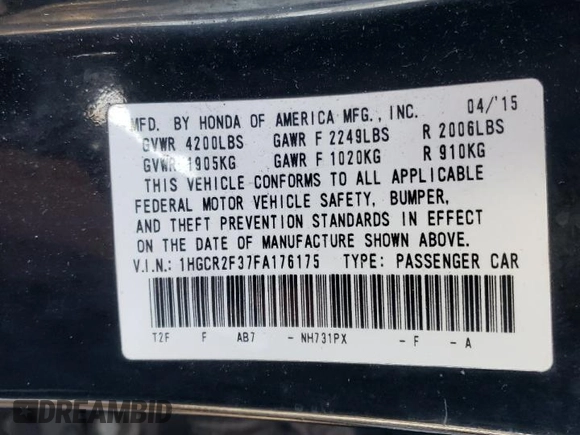 MFD. BY HONDA OF AMERICA MFG., INC. 04/'15
GVWR 4200LBS GAWR F 2249LBS R 2006LBS
GVWR 1905KG GAWR F 1020KG R 910KG
THIS VEHICLE CONFORMS TO ALL APPLICABLE
FEDERAL MOTOR VEHICLE SAFETY, BUMPER,
AND THEFT PREVENTION STANDARDS IN EFFECT
ON THE DATE OF MANUFACTURE SHOWN ABOVE.
V.I.N.: 1HGCR2F37FA176175 TYPE: PASSENGER CAR
T2F F AB7 - NH731PX - F - A
DREAMBID